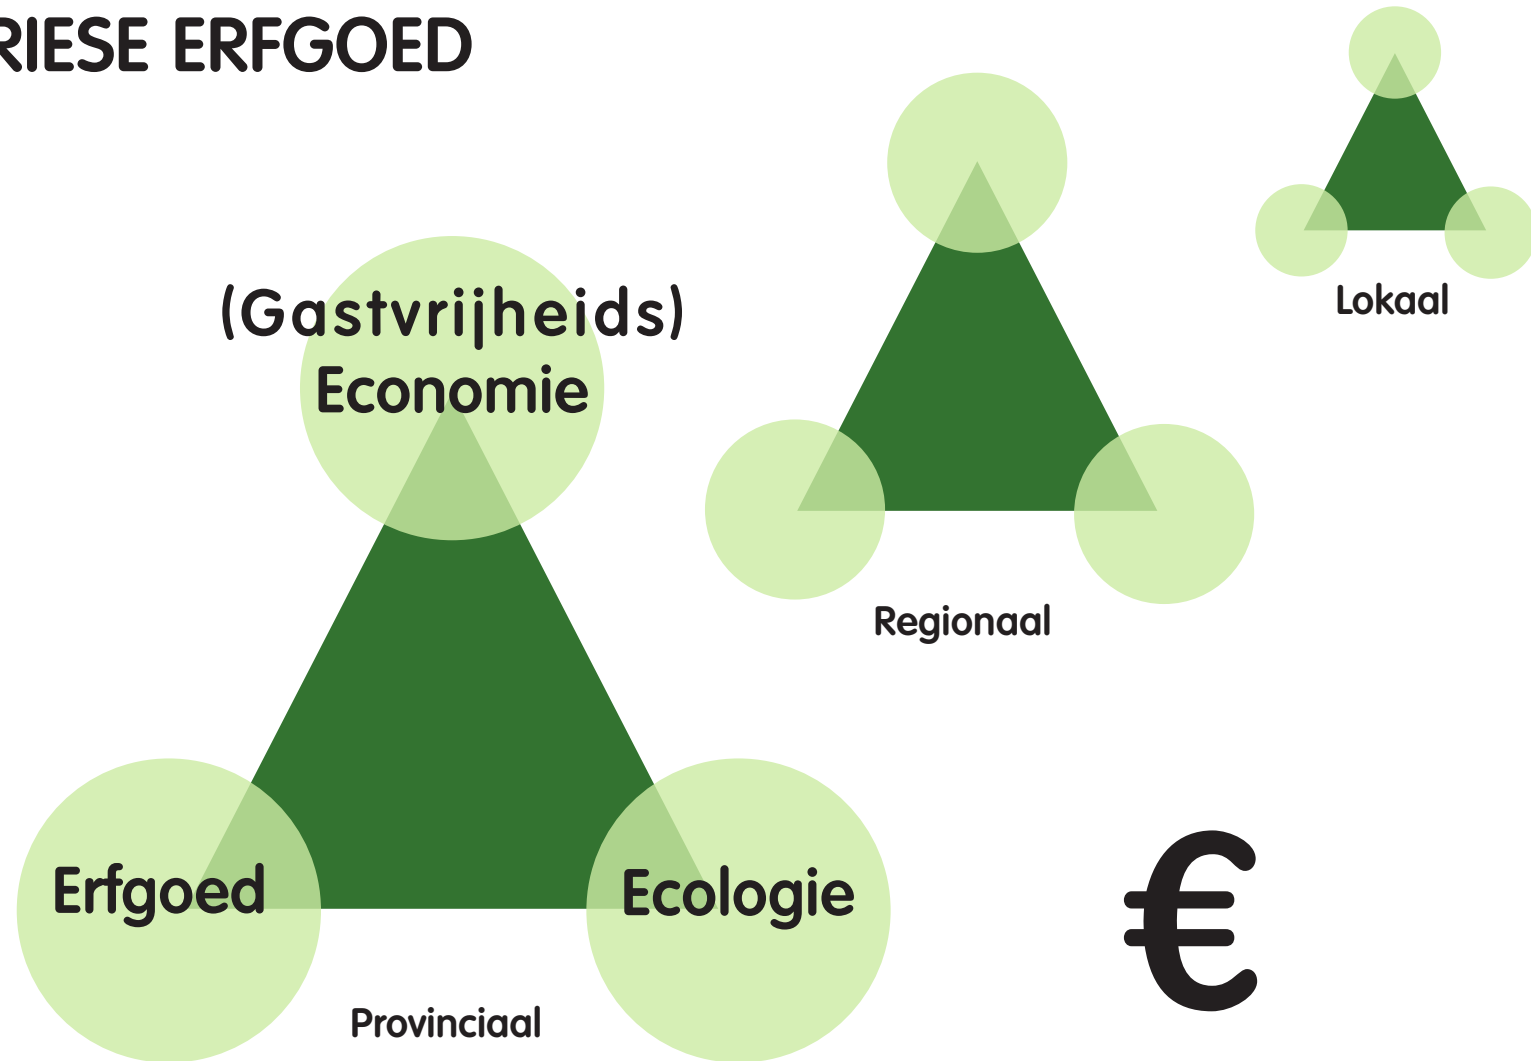 RIESE ERFGOED
(Gastvrijheids)
Economie
Erfgoed
Ecologie
Provinciaal
Regionaal
Lokaal
€